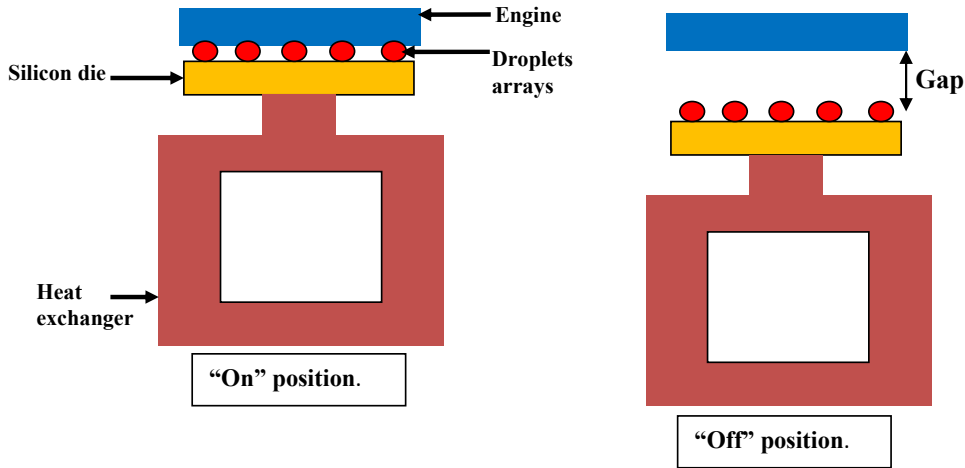 Engine
Droplets
arrays
Silicon die
Gap
Heat
exchanger
“On” position.
“Off” position.